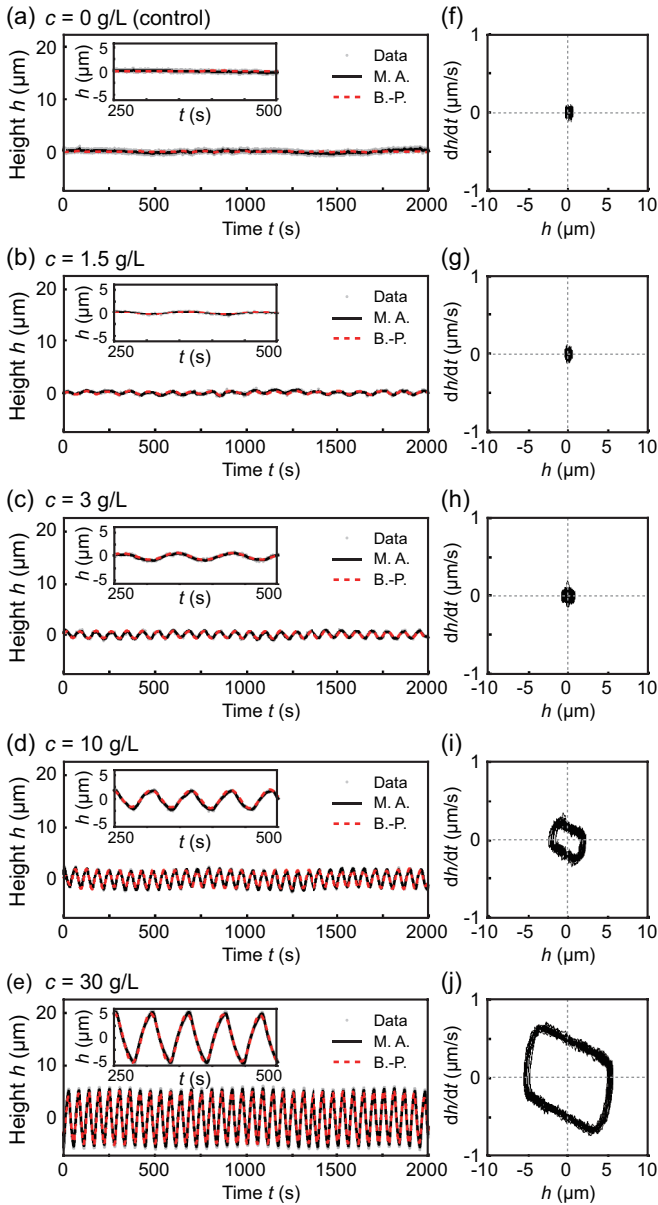 (a) c = 0 g/L (control)
Height h (µm)
20
10
0
h (µm)
5
0
-5
250
500
t (s)
Data
M. A.
B.-P.
0
500
1000
1500
2000
Time t (s)
(f)
dh/dt (µm/s)
1
0
-1
-10
-5
0
5
10
h (µm)
(b) c = 1.5 g/L
Height h (µm)
20
10
0
h (µm)
5
0
-5
250
500
t (s)
Data
M. A.
B.-P.
0
500
1000
1500
2000
Time t (s)
(g)
dh/dt (µm/s)
1
0
-1
-10
-5
0
5
10
h (µm)
(c) c = 3 g/L
Height h (µm)
20
10
0
h (µm)
5
0
-5
250
500
t (s)
Data
M. A.
B.-P.
0
500
1000
1500
2000
Time t (s)
(h)
dh/dt (µm/s)
1
0
-1
-10
-5
0
5
10
h (µm)
(d) c = 10 g/L
Height h (µm)
20
10
0
h (µm)
5
0
-5
250
500
t (s)
Data
M. A.
B.-P.
0
500
1000
1500
2000
Time t (s)
(i)
dh/dt (µm/s)
1
0
-1
-10
-5
0
5
10
h (µm)
(e) c = 30 g/L
Height h (µm)
20
10
0
h (µm)
5
0
-5
250
500
t (s)
Data
M. A.
B.-P.
0
500
1000
1500
2000
Time t (s)
(j)
dh/dt (µm/s)
1
0
-1
-10
-5
0
5
10
h (µm)